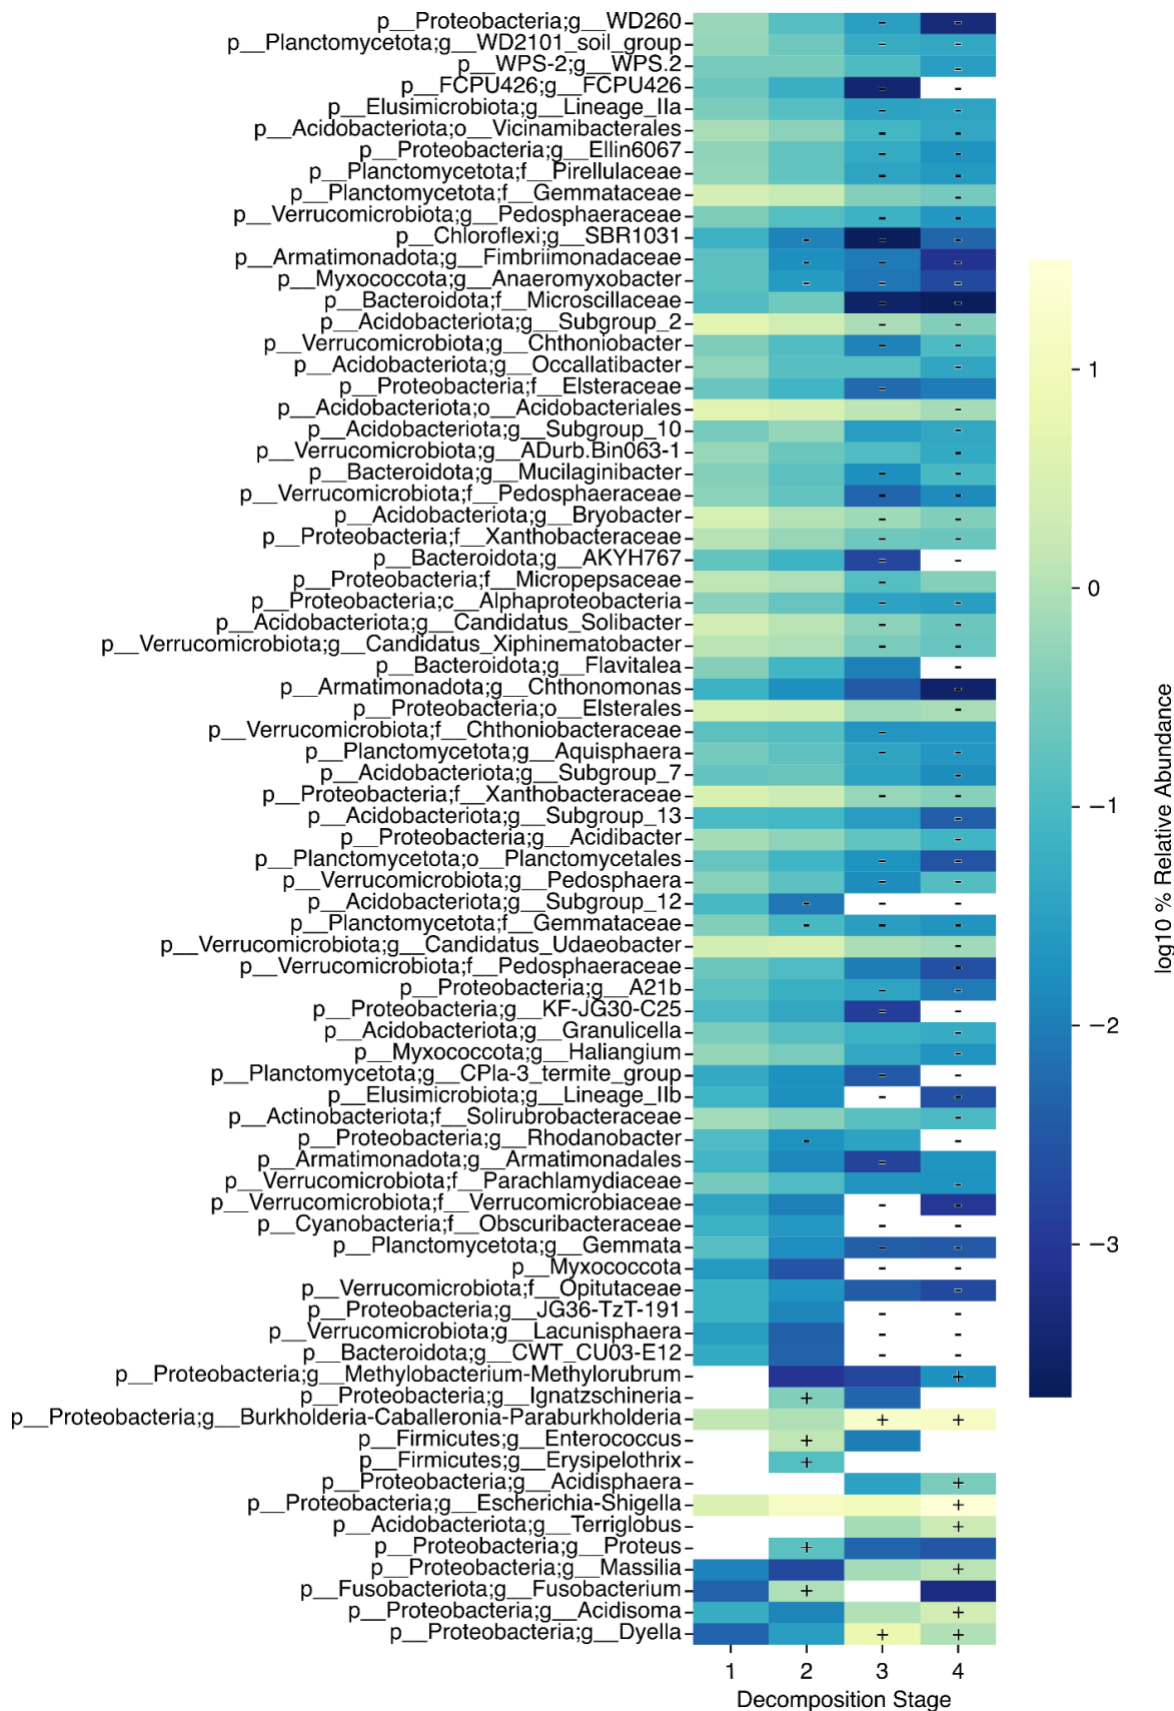 p__Proteobacteria;g__WD260
p__Planctomycetota;g__WD2101_soil_group
p__WPS-2;g__WPS.2
p__FCPU426;g__FCPU426
p__Elusimicrobiota;g__Lineage_IIa
p__Acidobacteriota;o__Vicinamibacterales
p__Proteobacteria;g__Ellin6067
p__Planctomycetota;f__Pirellulaceae
p__Planctomycetota;f__Gemmataceae
p__Verrucomicrobiota;g__Pedosphaeraceae
p__Chloroflexi;g__SBR1031
p__Armatimonadota;g__Fimbriimonadaceae
p__Myxococcota;g__Anaeromyxobacter
p__Bacteroidota;f__Microscillaceae
p__Acidobacteriota;g__Subgroup_2
p__Verrucomicrobiota;g__Chthoniobacter
p__Acidobacteriota;g__Occallatibacter
p__Proteobacteria;f__Elsteraceae
p__Acidobacteriota;o__Acidobacteriales
p__Acidobacteriota;g__Subgroup_10
p__Verrucomicrobiota;g__ADurb.Bin063-1
p__Bacteroidota;g__Mucilaginibacter
p__Verrucomicrobiota;f__Pedosphaeraceae
p__Acidobacteriota;g__Bryobacter
p__Proteobacteria;f__Xanthobacteraceae
p__Bacteroidota;g__AKYH767
p__Proteobacteria;f__Micropepsaceae
p__Proteobacteria;c__Alphaproteobacteria
p__Acidobacteriota;g__Candidatus_Solibacter
p__Verrucomicrobiota;g__Candidatus_Xiphinematobacter
p__Bacteroidota;g__Flavitalea
p__Armatimonadota;g__Chthonomonas
p__Proteobacteria;o__Elsterales
p__Verrucomicrobiota;f__Chthoniobacteraceae
p__Planctomycetota;g__Aquisphaera
p__Acidobacteriota;g__Subgroup_7
p__Proteobacteria;f__Xanthobacteraceae
p__Acidobacteriota;g__Subgroup_13
p__Proteobacteria;g__Acidibacter
p__Planctomycetota;o__Planctomycetales
p__Verrucomicrobiota;g__Pedosphaera
p__Acidobacteriota;g__Subgroup_12
p__Planctomycetota;f__Gemmataceae
p__Verrucomicrobiota;g__Candidatus_Udaeobacter
p__Verrucomicrobiota;f__Pedosphaeraceae
p__Proteobacteria;g__A21b
p__Proteobacteria;g__KF-JG30-C25
p__Acidobacteriota;g__Granulicella
p__Myxococcota;g__Haliangium
p__Planctomycetota;g__CPla-3_termite_group
p__Elusimicrobiota;g__Lineage_IIb
p__Actinobacteriota;f__Solirubrobacteraceae
p__Proteobacteria;g__Rhodanobacter
p__Armatimonadota;g__Armatimonadales
p__Verrucomicrobiota;f__Parachlamydiaceae
p__Verrucomicrobiota;f__Verrucomicrobiaceae
p__Cyanobacteria;f__Obscuribacteraceae
p__Planctomycetota;g__Gemmata
p__Myxococcota
p__Verrucomicrobiota;f__Opitutaceae
p__Proteobacteria;g__JG36-TzT-191
p__Verrucomicrobiota;g__Lacunisphaera
p__Bacteroidota;g__CWT_CU03-E12
p__Proteobacteria;g__Methylobacterium-Methylorubrum
p__Proteobacteria;g__Ignatzschineria
p__Proteobacteria;g__Burkholderia-Caballeronia-Paraburkholderia
p__Firmicutes;g__Enterococcus
p__Firmicutes;g__Erysipelothrix
p__Proteobacteria;g__Acidisphaera
p__Proteobacteria;g__Escherichia-Shigella
p__Acidobacteriota;g__Terriglobus
p__Proteobacteria;g__Proteus
p__Proteobacteria;g__Massilia
p__Fusobacteriota;g__Fusobacterium
p__Proteobacteria;g__Acidisoma
p__Proteobacteria;g__Dyella
1 2 3 4
Decomposition Stage
1
0
−1
−2
−3
log10 % Relative Abundance